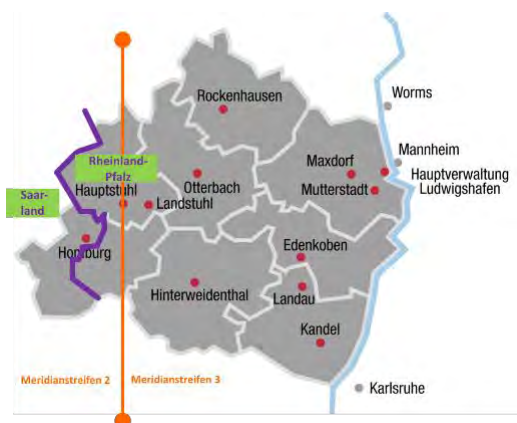 Rockenhausen
Worms
Mannheim
Rheinland-
Pfalz
Maxdorf
Hauptverwaltung
Ludwigshafen
Mutterstadt
Otterbach
Hauptstuhl
Landstuhl
Saar-
land
Homburg
Edenkoben
Hinterweidenthal
Landau
Kandel
Meridianstreifen 2
Meridianstreifen 3
Karlsruhe